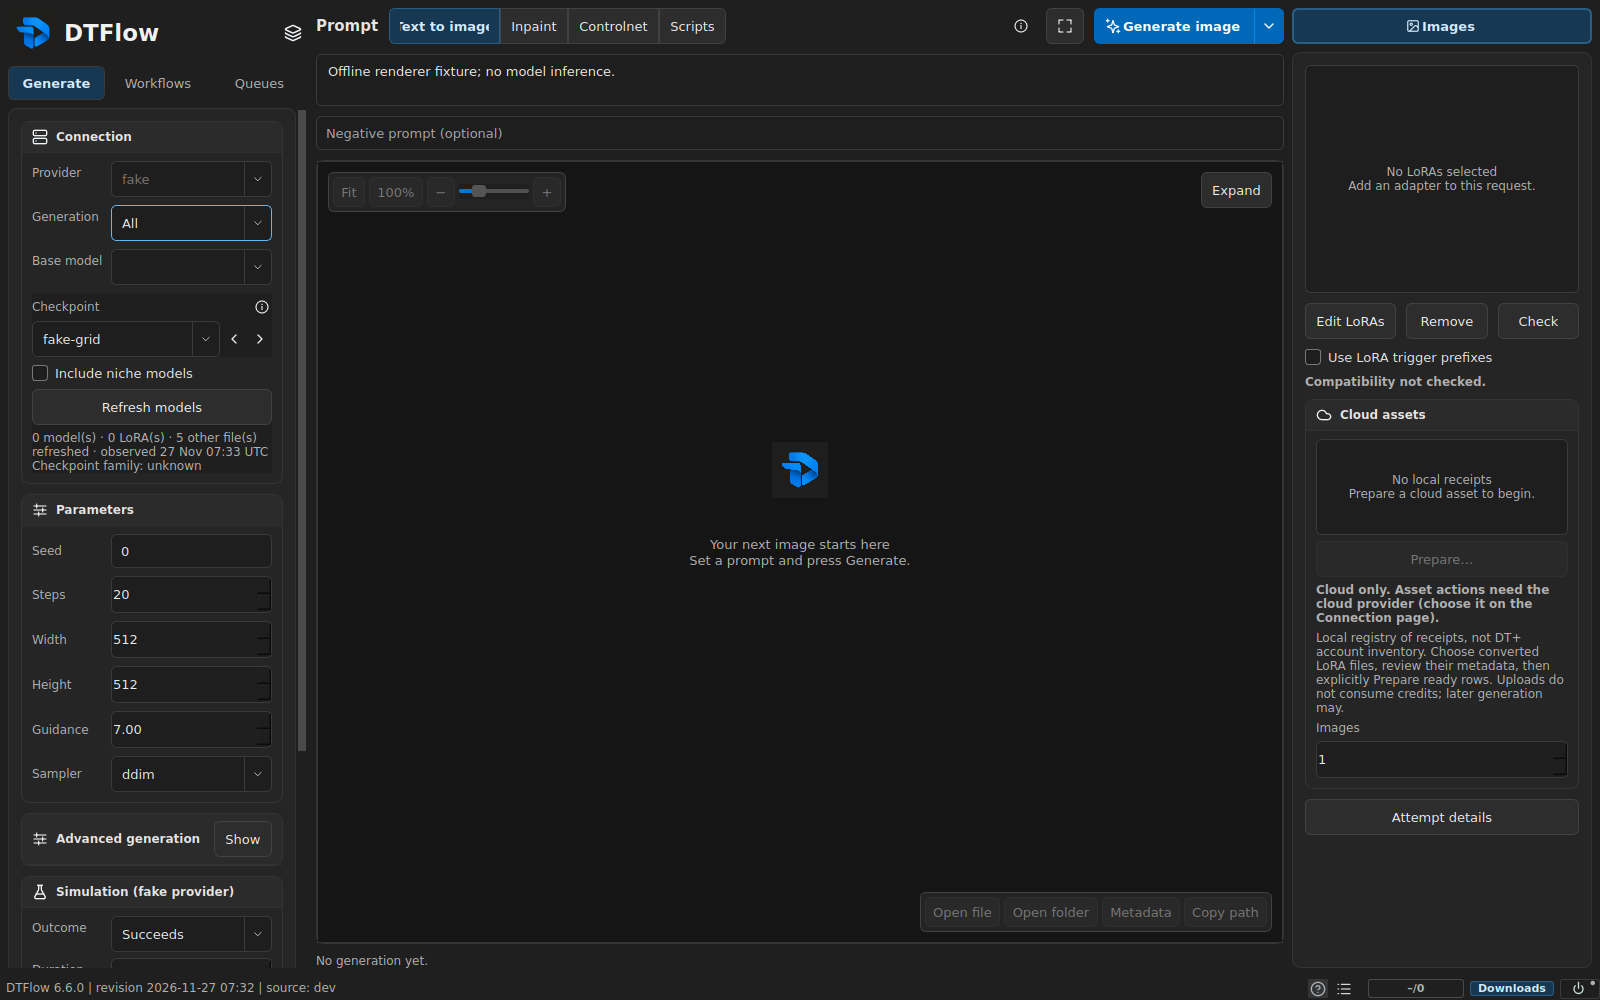 DTFlow
Generate
Workflows
Queues
Connection
Provider
fake
Generation
All
Base model
Checkpoint
fake-grid
Include niche models
Refresh models
0 model(s) · 0 LoRA(s) · 5 other file(s)
refreshed · observed 27 Nov 07:33 UTC
Checkpoint family: unknown
Parameters
Seed
0
Steps
20
Width
512
Height
512
Guidance
7.00
Sampler
ddim
Advanced generation
Show
Simulation (fake provider)
Outcome
Succeeds
Duration
Prompt
Text to image
Inpaint
Controlnet
Scripts
Generate image
Offline renderer fixture; no model inference.
Negative prompt (optional)
Fit
100%
−
+
Expand
Your next image starts here
Set a prompt and press Generate.
Open file
Open folder
Metadata
Copy path
No generation yet.
Images
No LoRAs selected
Add an adapter to this request.
Edit LoRAs
Remove
Check
Use LoRA trigger prefixes
Compatibility not checked.
Cloud assets
No local receipts
Prepare a cloud asset to begin.
Prepare...
Cloud only. Asset actions need the
cloud provider (choose it on the
Connection page).
Local registry of receipts, not DT+
account inventory. Choose converted
LoRA files, review their metadata, then
explicitly Prepare ready rows. Uploads do
not consume credits; later generation
may.
Images
1
Attempt details
DTFlow 6.6.0 | revision 2026-11-27 07:32 | source: dev
–/0
Downloads